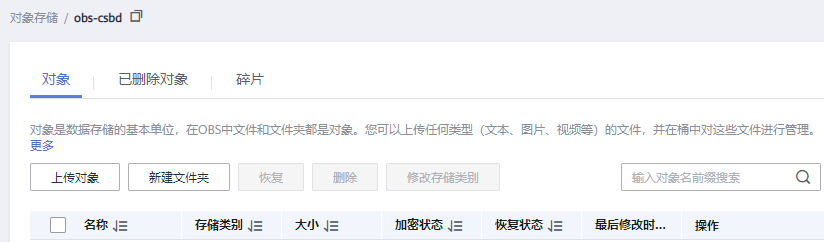 对象存储 / obs-csbd
对象 已删除对象 碎片
对象是数据存储的基本单位，在OBS中文件和文件夹都是对象。您可以上传任何类型（文本、图片、视频等）的文件，并在桶中对这些文件进行管理。
更多
上传对象 新建文件夹 恢复 删除 修改存储类别 输入对象名前缀搜索
名称 存储类别 大小 加密状态 恢复状态 最后修改时... 操作